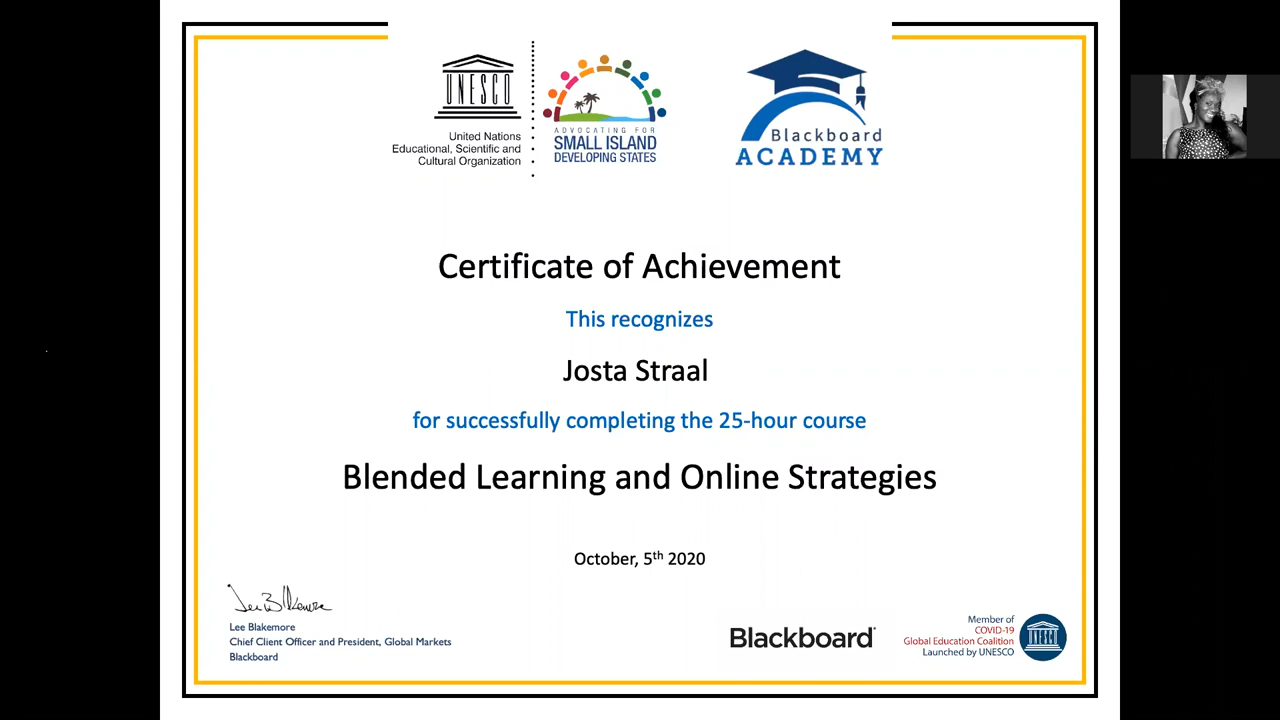 UNESCO
United Nations
Educational, Scientific and
Cultural Organization
ADVOCATING FOR
SMALL ISLAND
DEVELOPING STATES
Blackboard
ACADEMY
Certificate of Achievement
This recognizes
Josta Straal
for successfully completing the 25-hour course
Blended Learning and Online Strategies
October, 5th 2020
Lee Blakemore
Lee Blakemore
Chief Client Officer and President, Global Markets
Blackboard
Blackboard
Member of
COVID-19
Global Education Coalition
Launched by UNESCO
UNESCO